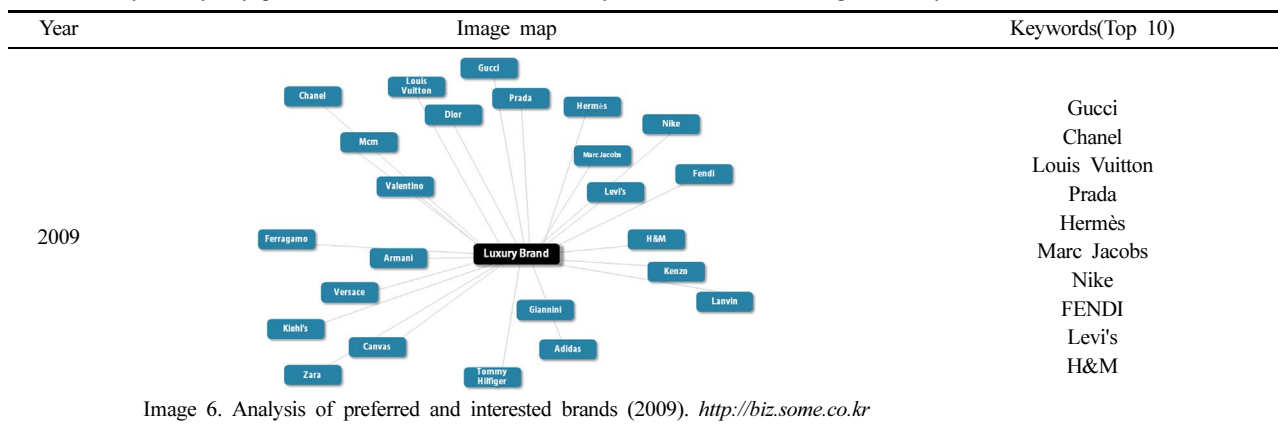 Year Image map Keywords(Top 10)
2009
Gucci
Louis
Vuitton
Prada
Chanel
Dior
Hermès
Nike
Mcm
Marc Jacobs
Fendi
Valentino
Levi's
Ferragamo
H&M
Luxury Brand
Armani
Kenzo
Versace
Lanvin
Giannini
Kiehl's
Canvas
Adidas
Zara
Tommy
Hilfiger
Gucci
Chanel
Louis Vuitton
Prada
Hermès
Marc Jacobs
Nike
FENDI
Levi's
H&M
Image 6. Analysis of preferred and interested brands (2009). http://biz.some.co.kr